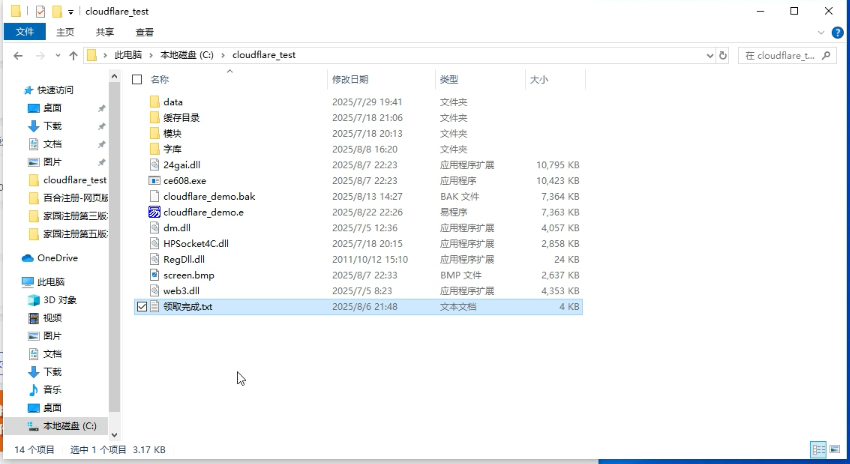 cloudflare_test
文件 主页 共享 查看
此电脑 本地磁盘 (C:) cloudflare_test
在 cloudflare_t...
名称 修改日期 类型 大小
快速访问
桌面
下载
文档
图片
cloudflare_test
百合注册-网页版
家园注册第三版
家园注册第五版
OneDrive
此电脑
3D 对象
视频
图片
文档
下载
音乐
桌面
本地磁盘 (C:)
data 2025/7/29 19:41 文件夹
缓存目录 2025/7/18 21:06 文件夹
模块 2025/7/18 20:13 文件夹
字库 2025/8/8 16:20 文件夹
24gai.dll 2025/8/7 22:23 应用程序扩展 10,795 KB
ce608.exe 2025/8/7 22:23 应用程序 10,423 KB
cloudflare_demo.bak 2025/8/13 14:27 BAK 文件 7,364 KB
cloudflare_demo.e 2025/8/22 22:26 易程序 7,363 KB
dm.dll 2025/7/5 12:36 应用程序扩展 4,057 KB
HPSocket4C.dll 2025/7/18 20:15 应用程序扩展 2,858 KB
RegDll.dll 2011/10/12 15:10 应用程序扩展 24 KB
screen.bmp 2025/8/7 22:33 BMP 文件 2,637 KB
web3.dll 2025/7/5 8:23 应用程序扩展 4,353 KB
领取完成.txt 2025/8/6 21:48 文本文档 4 KB
14 个项目 选中 1 个项目 3.17 KB